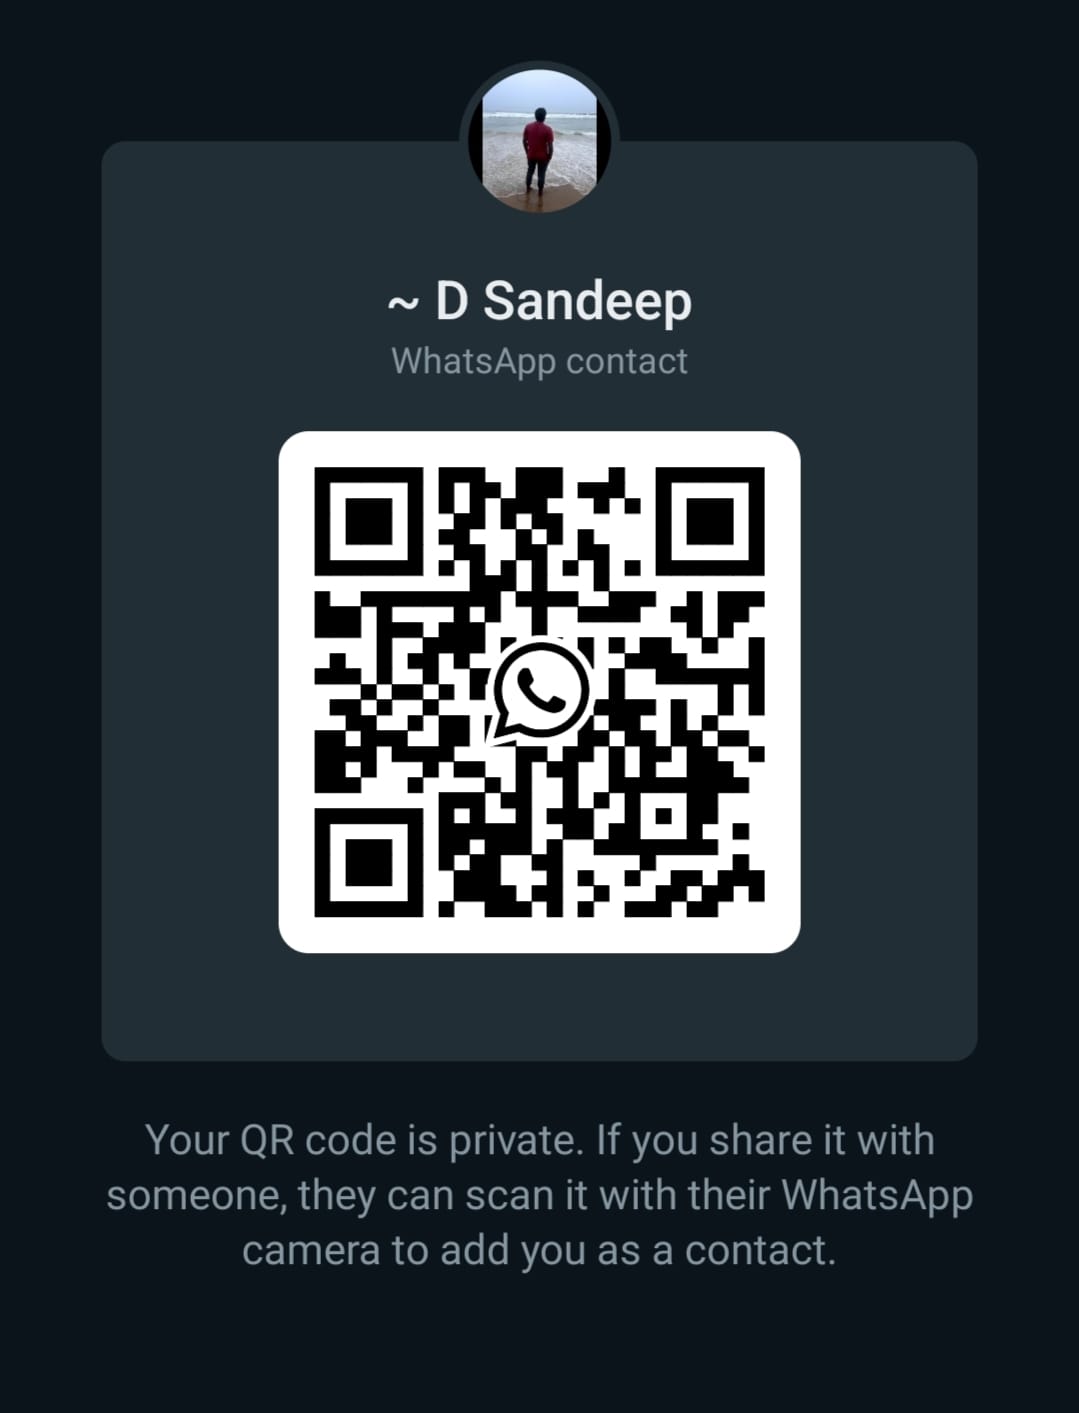 ~ D Sandeep
WhatsApp contact
Your QR code is private. If you share it with
someone, they can scan it with their WhatsApp
camera to add you as a contact.